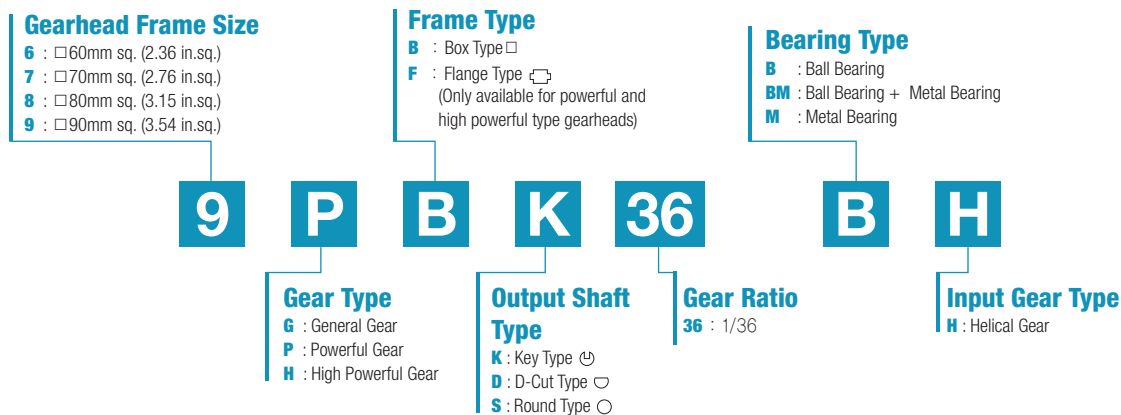 Gearhead Frame Size
6 : □60mm sq. (2.36 in.sq.)
7 : □70mm sq. (2.76 in.sq.)
8 : □80mm sq. (3.15 in.sq.)
9 : □90mm sq. (3.54 in.sq.)
Frame Type
B : Box Type□
F : Flange Type
(Only available for powerful and
high powerful type gearheads)
Bearing Type
B : Ball Bearing
BM : Ball Bearing + Metal Bearing
M : Metal Bearing
9 P B K 36 B H
Gear Type
G : General Gear
P : Powerful Gear
H : High Powerful Gear
Output Shaft
Type
K : Key Type
D : D-Cut Type
S : Round Type
Gear Ratio
36 : 1/36
Input Gear Type
H : Helical Gear